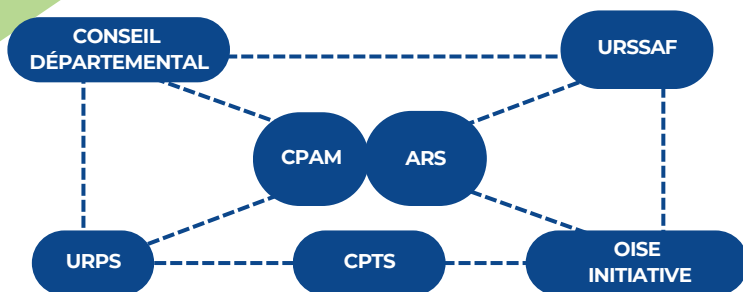 CONSEIL
DÉPARTEMENTAL
URSSAF
CPAM
ARS
URPS
CPTS
OISE
INITIATIVE